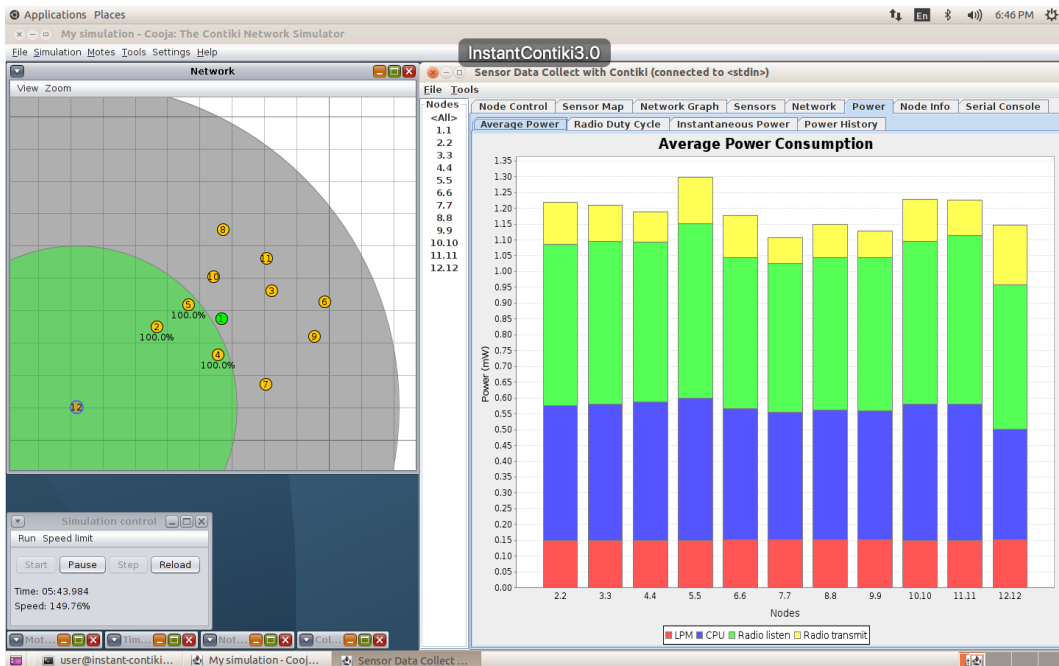 Applications Places
En 6:46 PM
My simulation - Cooja: The Contiki Network Simulator
File Simulation Motes Tools Settings Help
InstantContiki3.0
Network
View Zoom
8
11
10
3
5
6
100.0%
1
2
100.0%
9
4
100.0%
7
12
Simulation control
Run Speed limit
Start Pause Step Reload
Time: 05:43.984
Speed: 149.76%
Mot... Tim... Not... Col...
Sensor Data Collect with Contiki (connected to <stdin>)
File Tools
Nodes
<All>
1.1
2.2
3.3
4.4
5.5
6.6
7.7
8.8
9.9
10.10
11.11
12.12
Node Control Sensor Map Network Graph Sensors Network Power Node Info Serial Console
Average Power Radio Duty Cycle Instantaneous Power Power History
Average Power Consumption
Power (mW)
1.35
1.30
1.25
1.20
1.15
1.10
1.05
1.00
0.95
0.90
0.85
0.80
0.75
0.70
0.65
0.60
0.55
0.50
0.45
0.40
0.35
0.30
0.25
0.20
0.15
0.10
0.05
0.00
2.2 3.3 4.4 5.5 6.6 7.7 8.8 9.9 10.10 11.11 12.12
Nodes
LPM CPU Radio listen Radio transmit
user@instant-contiki... My simulation - Cooj... Sensor Data Collect ...